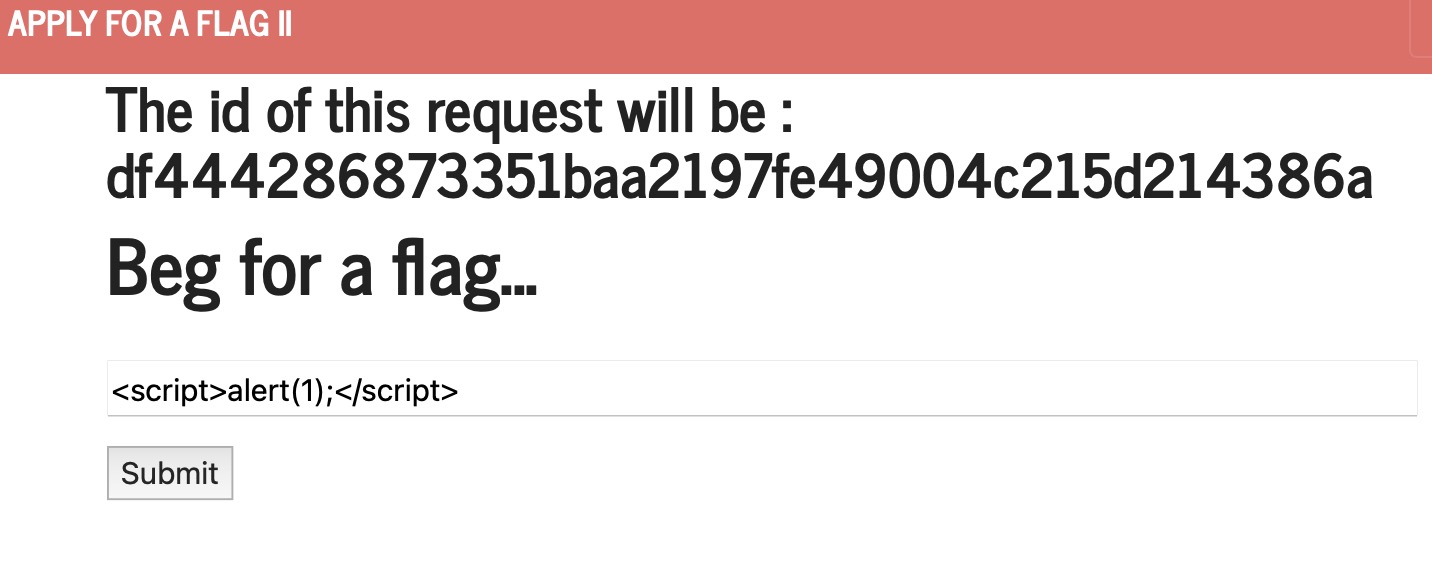 APPLY FOR A FLAG II
The id of this request will be :
df444286873351baa2197fe49004c215d214386a
Beg for a flag...
<script>alert(1);</script>
Submit